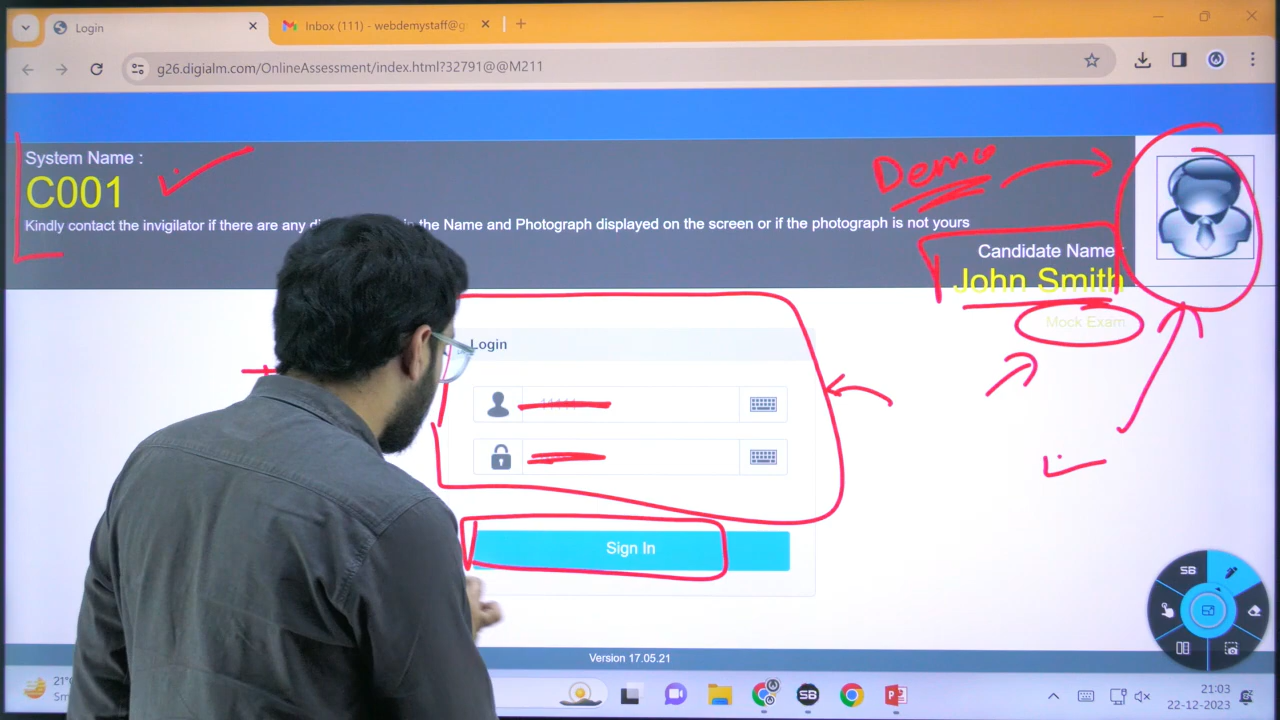 Login
Inbox (111) - webdemystaff@g
g26.digialm.com/OnlineAssessment/index.html?32791@@M211
System Name :
C001
Kindly contact the invigilator if there are any in the Name and Photograph displayed on the screen or if the photograph is not yours
Demo
Candidate Name
John Smith
Mock Exam
Login
Sign In
SB
Version 17.05.21
21°
SB
21:03
22-12-2023